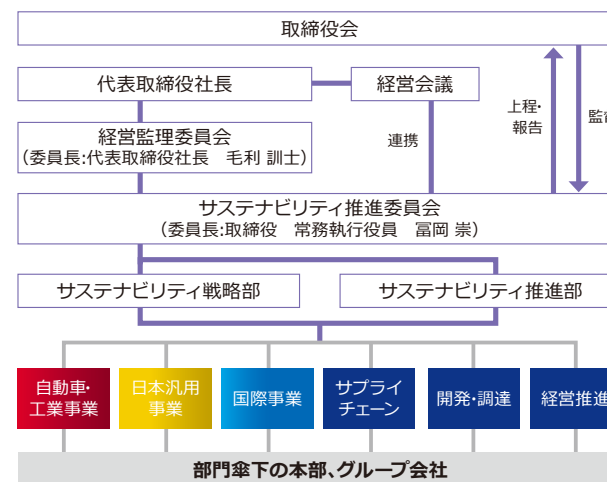 取締役会
代表取締役社長
経営会議
上程・
報告
経営監理委員会
(委員長:代表取締役社長 毛利 訓士)
連携
サステナビリティ推進委員会
(委員長:取締役 常務執行役員 冨岡 崇)
サステナビリティ戦略部
サステナビリティ推進部
自動車・
工業事業
日本汎用
事業
国際事業
サプライ
チェーン
開発・調達
経営推進
部門傘下の本部、グループ会社